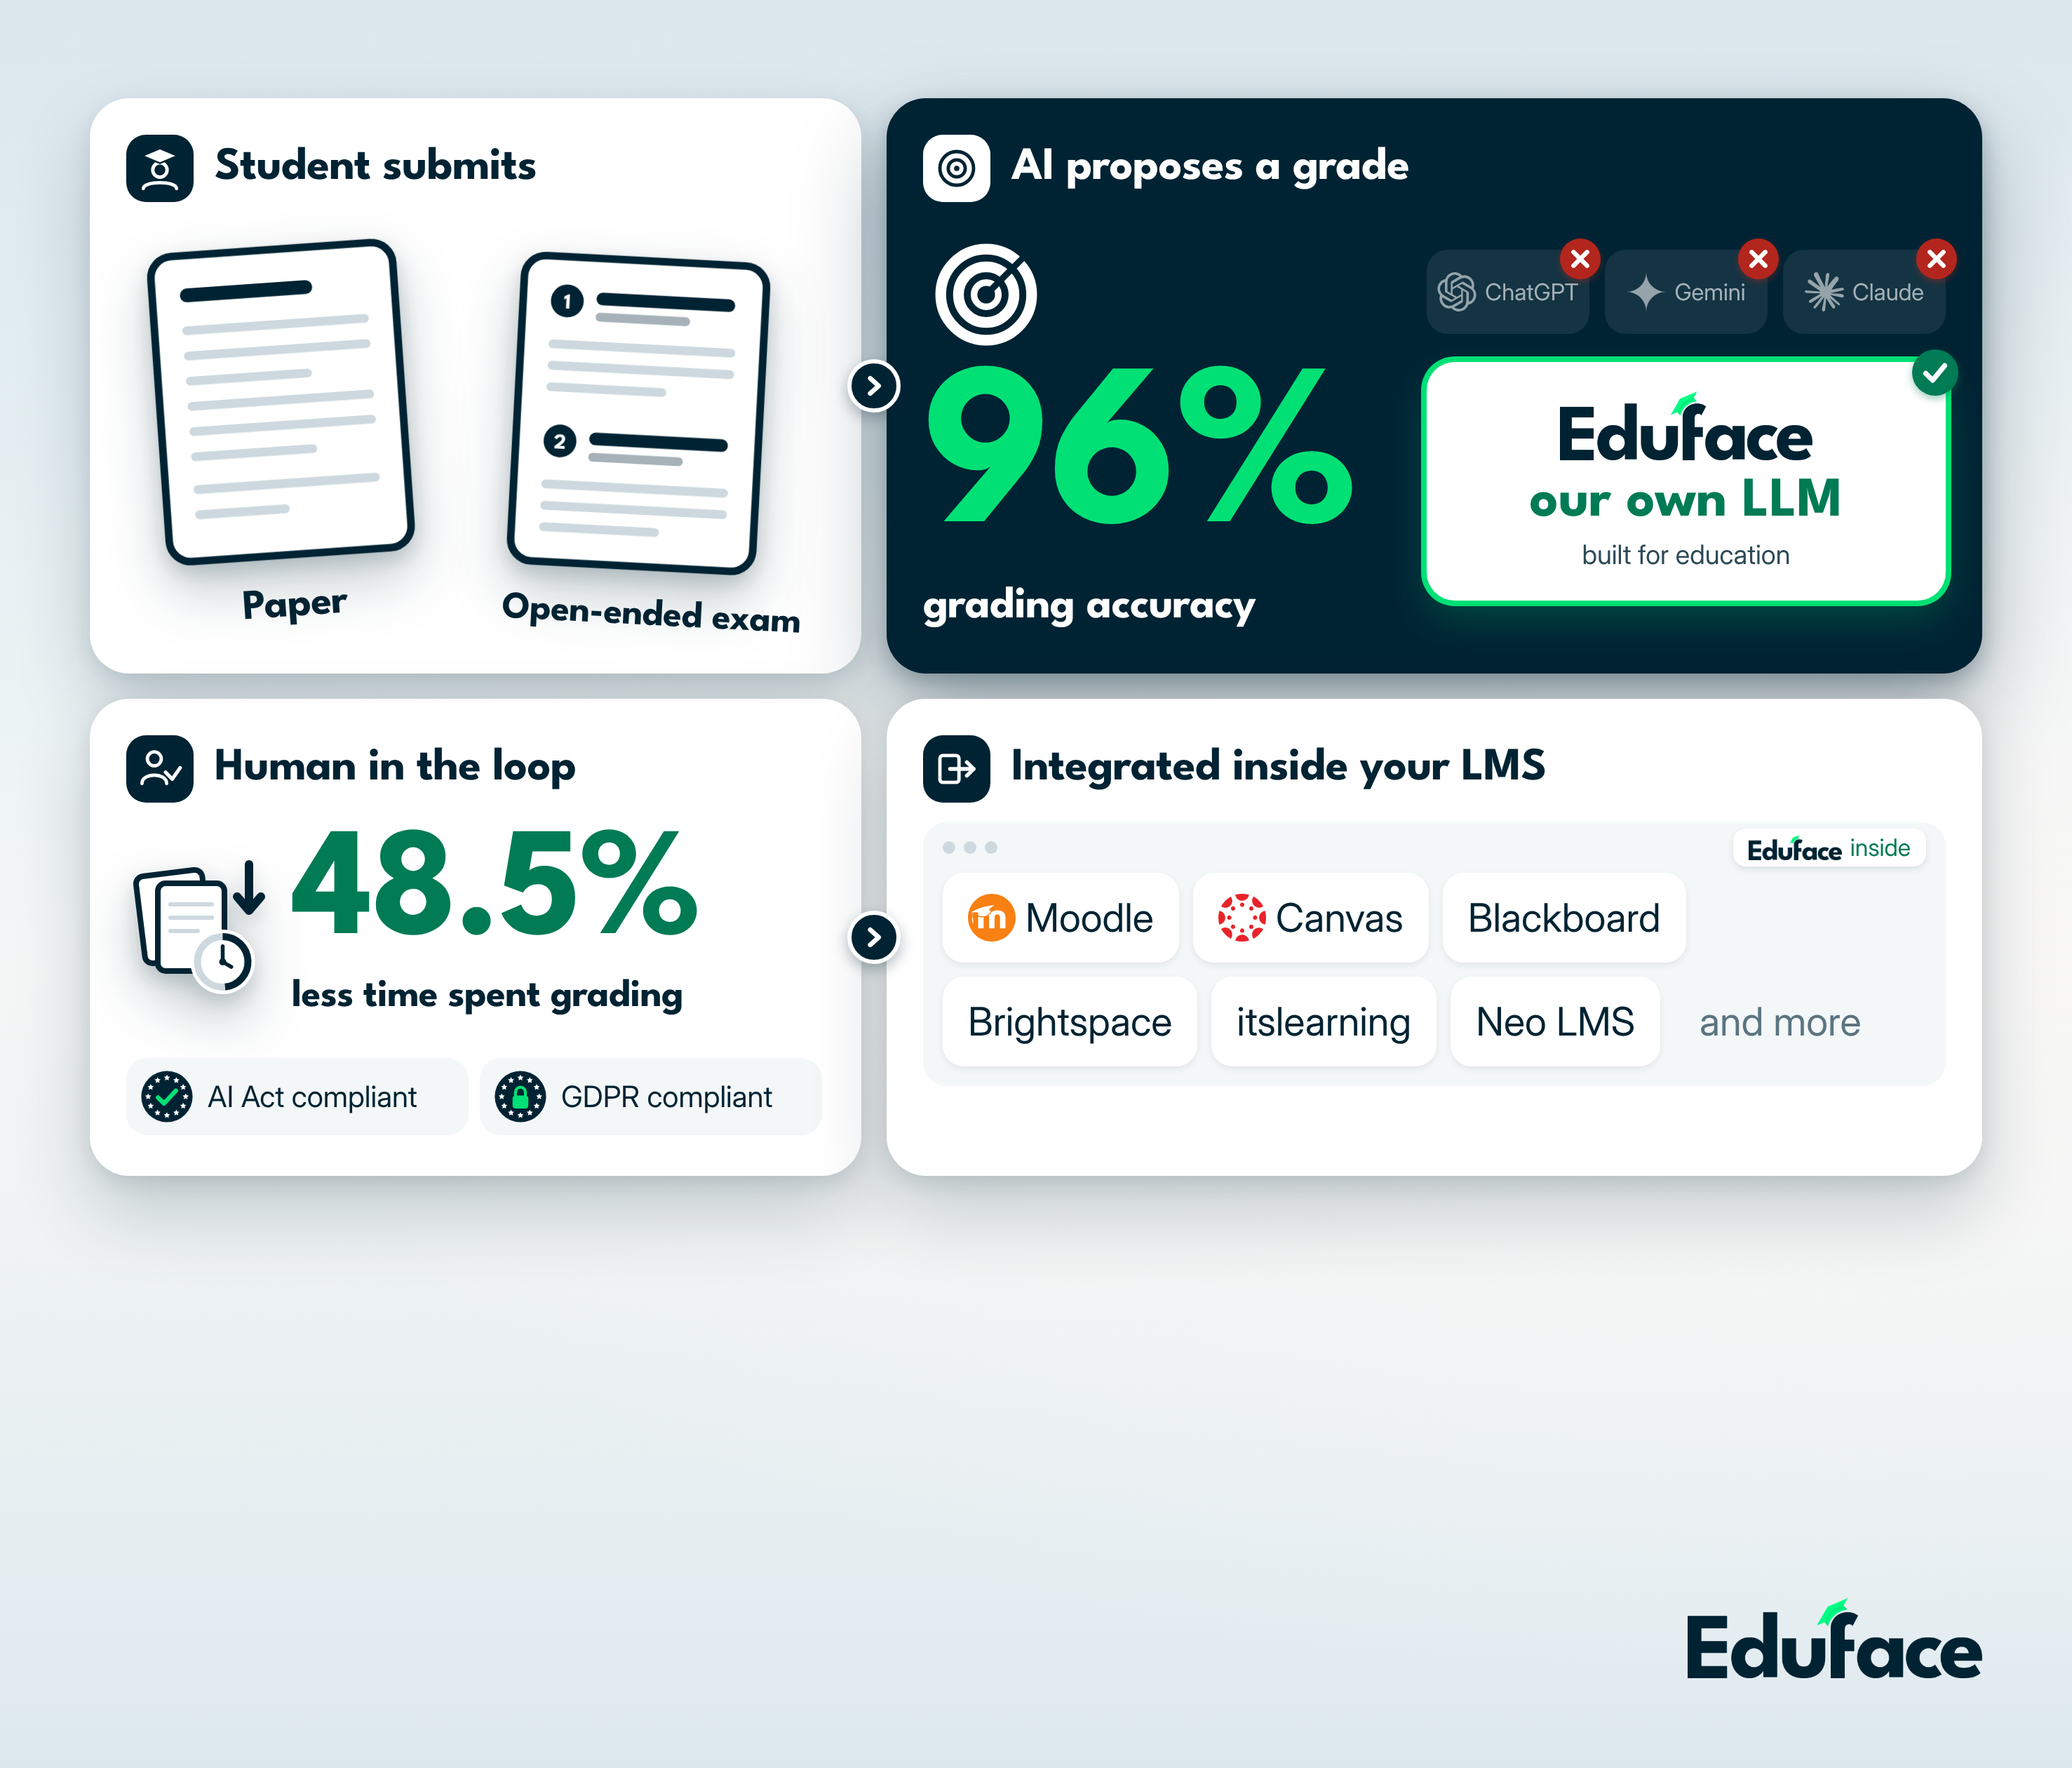 Student submits
1
2
Paper
Open-ended exam
AI proposes a grade
96%
grading accuracy
ChatGPT
Gemini
Claude
Eduface
our own LLM
built for education
Human in the loop
48.5%
less time spent grading
AI Act compliant
GDPR compliant
Integrated inside your LMS
Eduface inside
m Moodle
Canvas
Blackboard
Brightspace
itslearning
Neo LMS
and more
Eduface